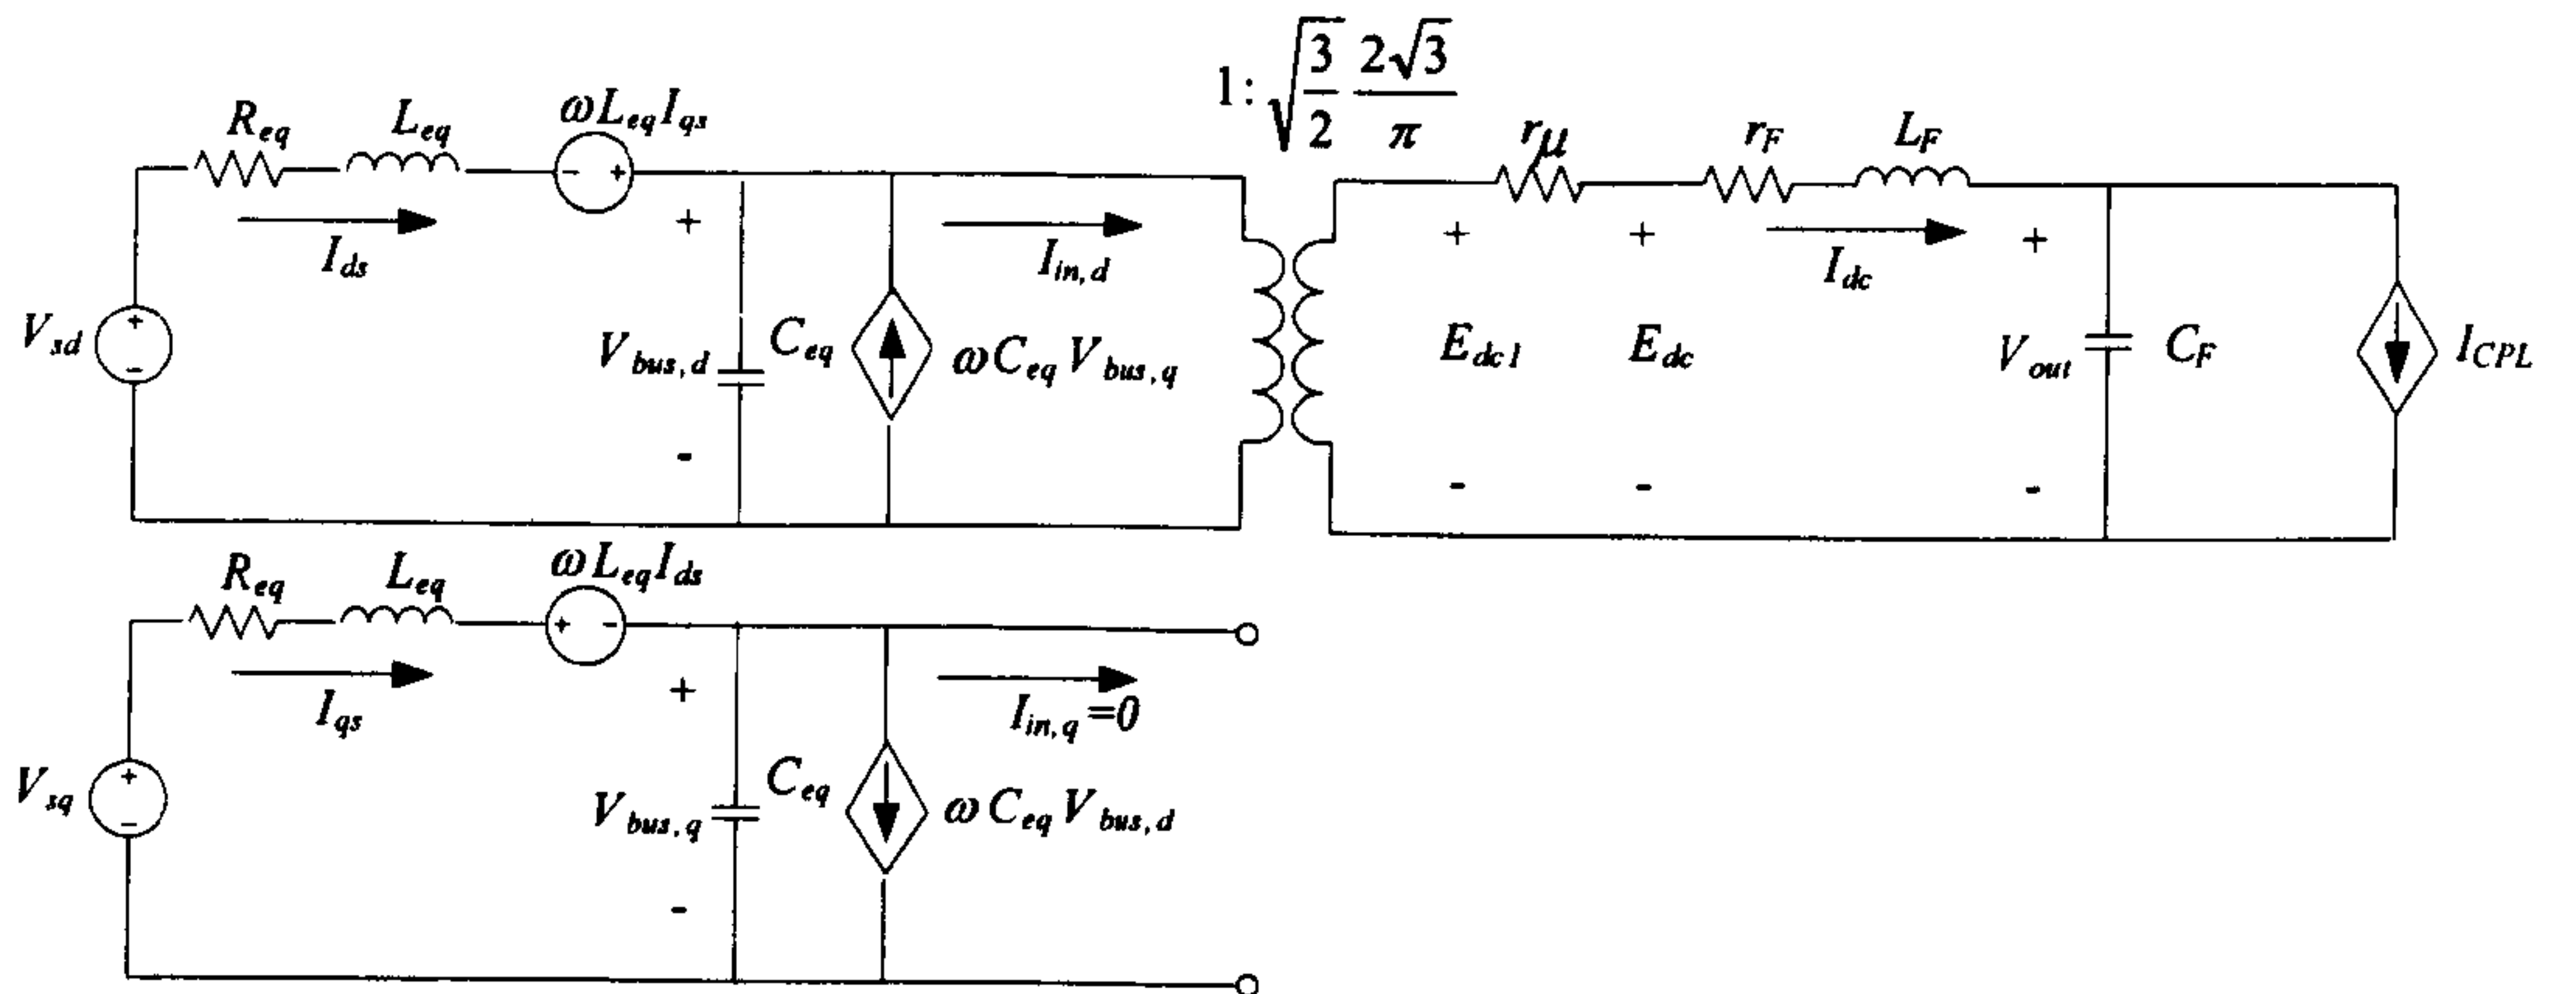 1:√(3/2) 2√3/π
R_eq L_eq ωL_eq I_qs
r_μ r_F L_F
I_ds I_in,d I_dc
+ + + +
V_sd + - - +
V_bus,d C_eq ωC_eq V_bus,q
E_dc1 E_dc V_out C_F I_CPL
- - - -
R_eq L_eq ωL_eq I_ds
+ -
I_qs + I_in,q=0
V_sq + -
V_bus,q C_eq ωC_eq V_bus,d
-